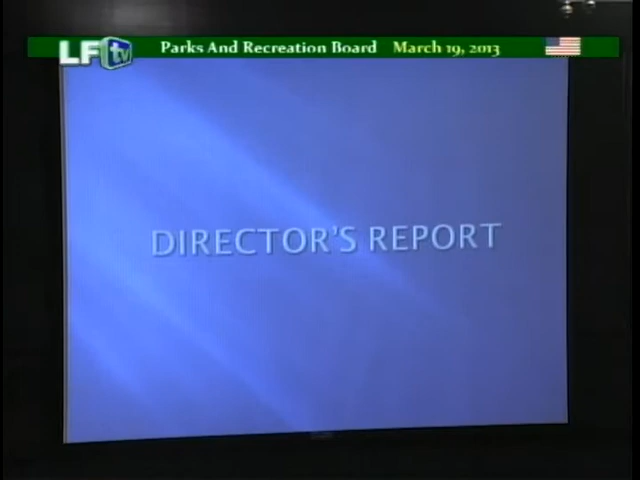 LFtv Parks And Recreation Board March 19, 2013
DIRECTOR'S REPORT